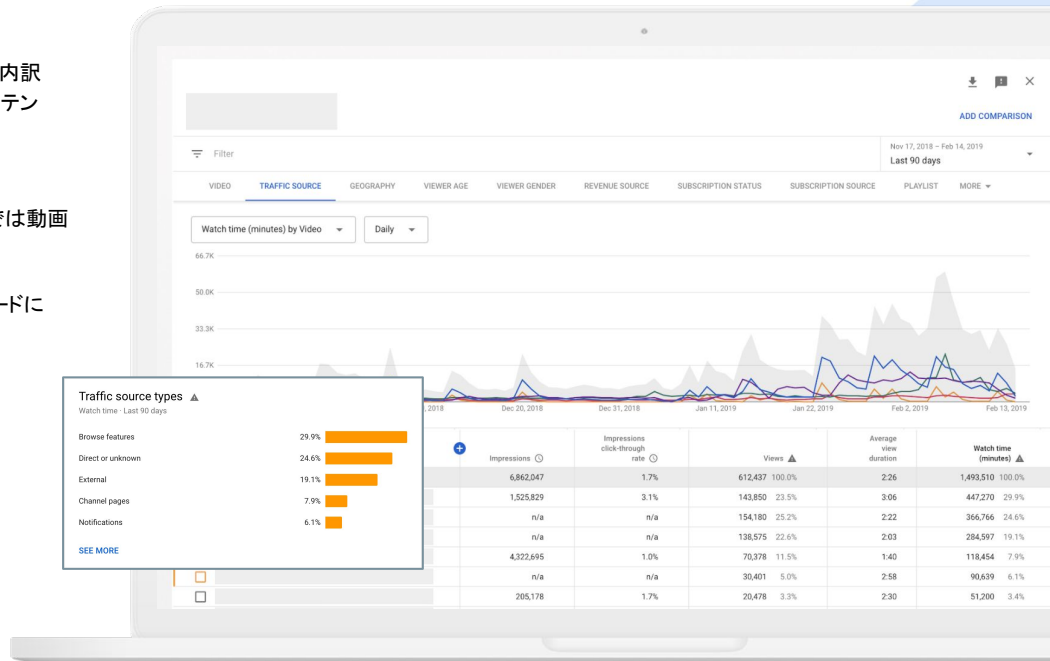 内訳
テン
では動画
ードに
ADD COMPARISON
Filter
Nov 17, 2018 – Feb 14, 2019
Last 90 days
VIDEO TRAFFIC SOURCE GEOGRAPHY VIEWER AGE VIEWER GENDER REVENUE SOURCE SUBSCRIPTION STATUS SUBSCRIPTION SOURCE PLAYLIST MORE
Watch time (minutes) by Video Daily
66.7K
50.0K
33.3K
16.7K
, 2018 Dec 20, 2018 Dec 31, 2018 Jan 11, 2019 Jan 22, 2019 Feb 2, 2019 Feb 13, 2019
Traffic source types
Watch time · Last 90 days
Browse features 29.9%
Direct or unknown 24.6%
External 19.1%
Channel pages 7.9%
Notifications 6.1%
SEE MORE
Impressions
Impressions
click-through
rate
Views
Average
view
duration
Watch time
(minutes)
6,862,047 1.7% 612,437 100.0% 2:26 1,493,510 100.0%
1,525,829 3.1% 143,850 23.5% 3:06 447,270 29.9%
n/a n/a 154,180 25.2% 2:22 366,766 24.6%
n/a n/a 138,575 22.6% 2:03 284,597 19.1%
4,322,695 1.0% 70,378 11.5% 1:40 118,454 7.9%
n/a n/a 30,401 5.0% 2:58 90,639 6.1%
205,178 1.7% 20,478 3.3% 2:30 51,200 3.4%